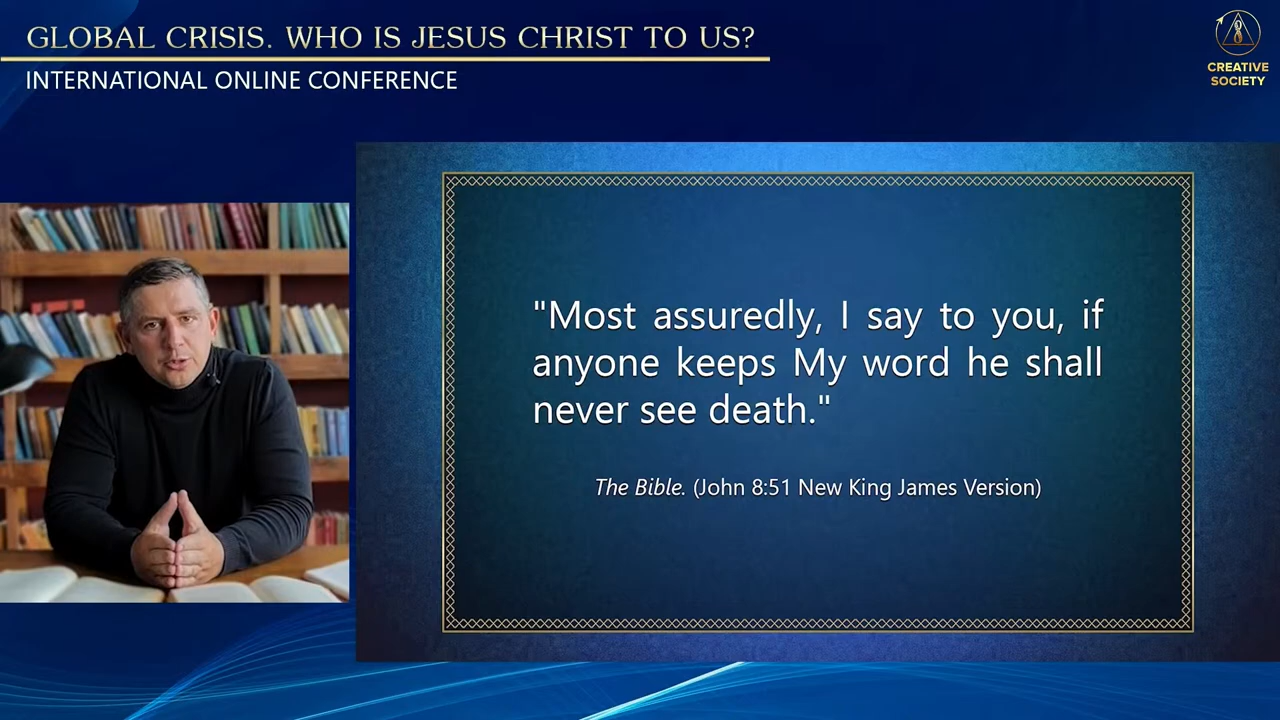 GLOBAL CRISIS. WHO IS JESUS CHRIST TO US?
INTERNATIONAL ONLINE CONFERENCE
CREATIVE
SOCIETY
"Most assuredly, I say to you, if
anyone keeps My word he shall
never see death."
The Bible. (John 8:51 New King James Version)